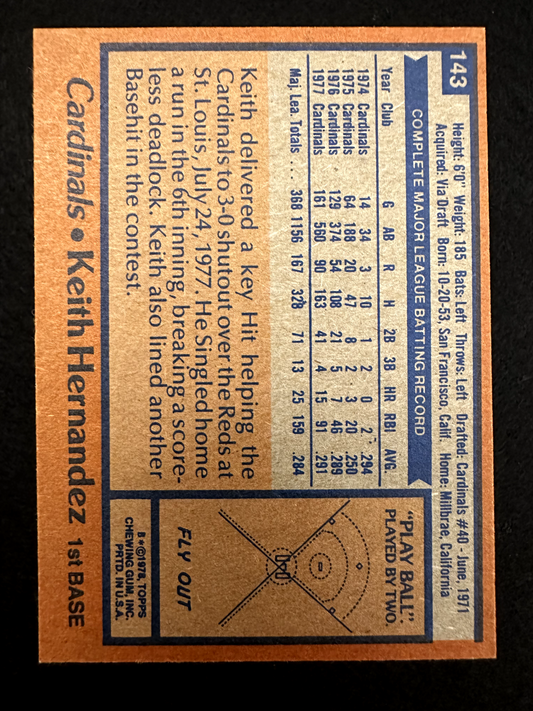 143
Height: 6'0" Weight: 185 Bats: Left Throws: Left Drafted: Cardinals #40 - June, 1971
Acquired: Via Draft Born: 10-20-53, San Francisco, Calif. Home: Millbrae, California
COMPLETE MAJOR LEAGUE BATTING RECORD
Year Club G AB R H 2B 3B HR RBI AVG.
1974 Cardinals 14 34 3 10 1 2 0 2 .294
1975 Cardinals 64 188 20 47 8 2 3 20 .250
1976 Cardinals 129 374 54 108 21 5 7 46 .289
1977 Cardinals 161 560 90 163 41 4 15 91 .291
Maj. Lea. Totals ... 368 1156 167 328 71 13 25 159 .284
Keith delivered a key Hit helping the
Cardinals to 3-0 shutout over the Reds at
St. Louis, July 24, 1977. He Singled home
a run in the 6th inning, breaking a score-
less deadlock. Keith also lined another
Basehit in the contest.
"PLAY BALL".
PLAYED BY TWO.
FLY OUT
B*©1978, TOPPS
CHEWING GUM, INC.
PRTD. IN U.S.A.
Cardinals • Keith Hernandez 1st BASE